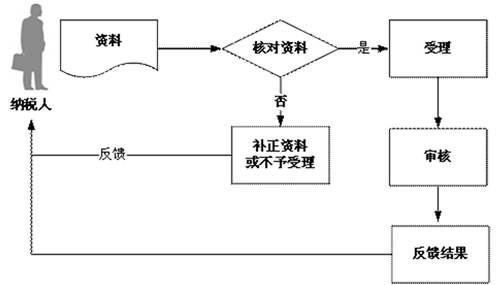 资料
核对资料
是
受理
纳税人
否
反馈
补正资料
或不予受理
审核
反馈结果